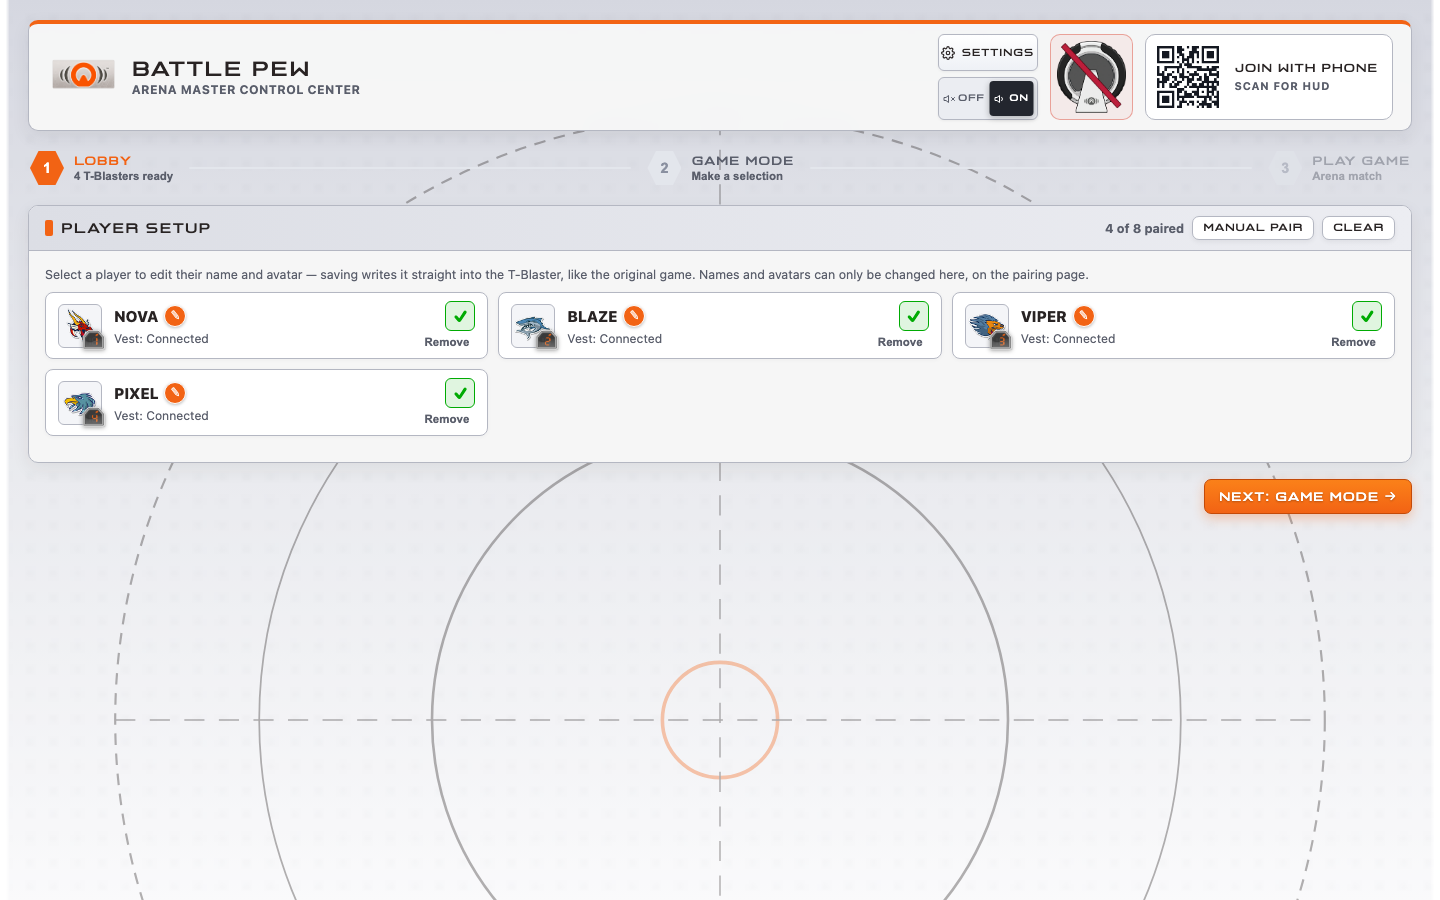 BATTLE PEW
ARENA MASTER CONTROL CENTER
SETTINGS
OFF ON
JOIN WITH PHONE
SCAN FOR HUD
1 LOBBY
4 T-Blasters ready
2 GAME MODE
Make a selection
3 PLAY GAME
Arena match
PLAYER SETUP
4 of 8 paired MANUAL PAIR CLEAR
Select a player to edit their name and avatar — saving writes it straight into the T-Blaster, like the original game. Names and avatars can only be changed here, on the pairing page.
NOVA
Vest: Connected
1
Remove
BLAZE
Vest: Connected
2
Remove
VIPER
Vest: Connected
3
Remove
PIXEL
Vest: Connected
4
Remove
NEXT: GAME MODE →